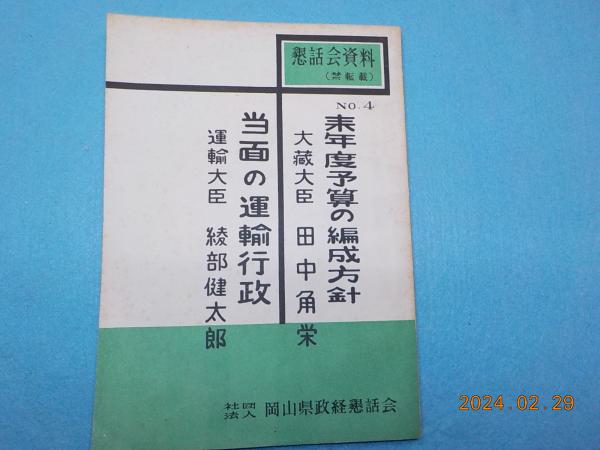 懇話会資料
(禁転載)
NO.4
来年度予算の編成方針
大蔵大臣 田中角栄
当面の運輸行政
運輸大臣 綾部健太郎
社団法人 岡山県政経懇話会
2024.02.29